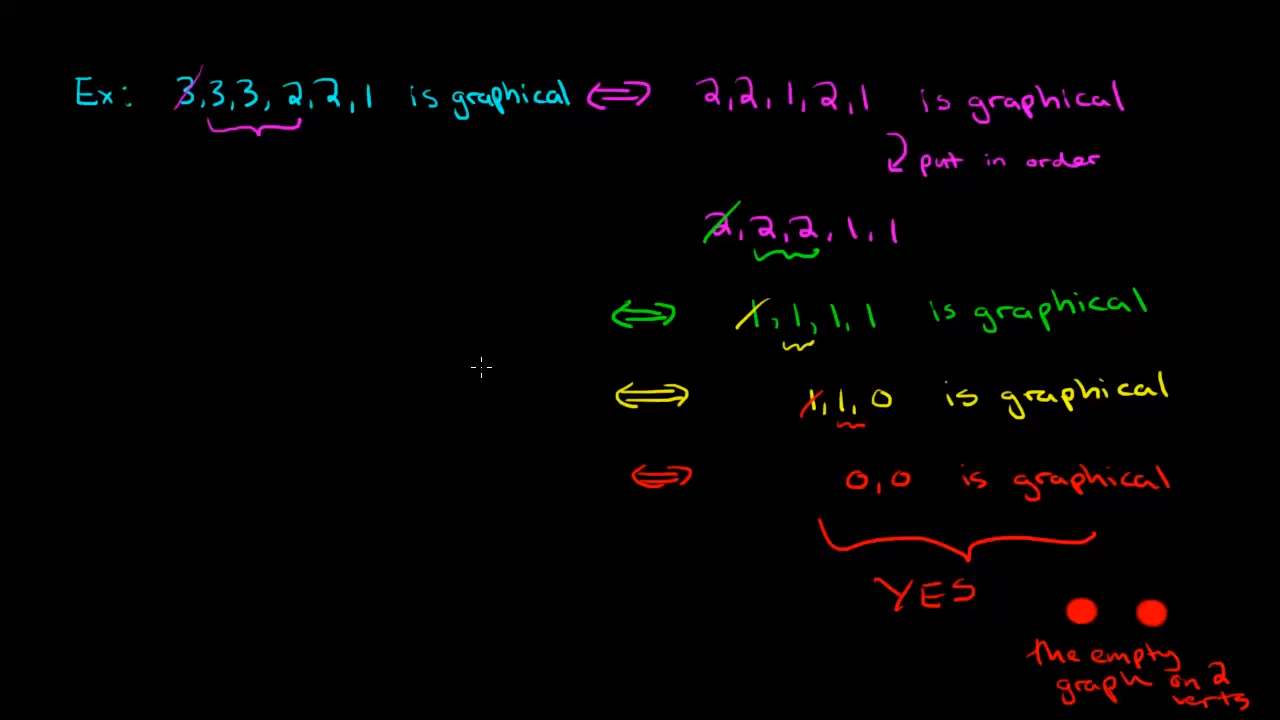 Ex: 3, 3, 3, 2, 2, 1 is graphical ⟺ 2, 2, 1, 2, 1 is graphical
put in order
2, 2, 2, 1, 1
⟺ 1, 1, 1, 1 is graphical
⟺ 1, 1, 0 is graphical
⟺ 0, 0 is graphical
YES
the empty
graph on 2
verts